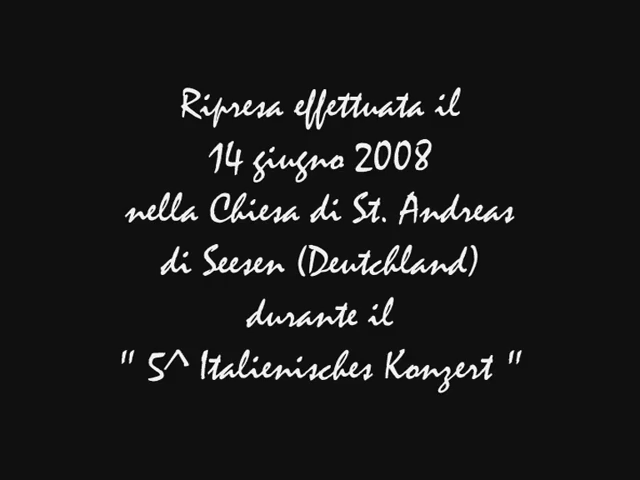 Ripresa effettuata il
14 giugno 2008
nella Chiesa di St. Andreas
di Seesen (Deutchland)
durante il
" 5^ Italienisches Konzert "